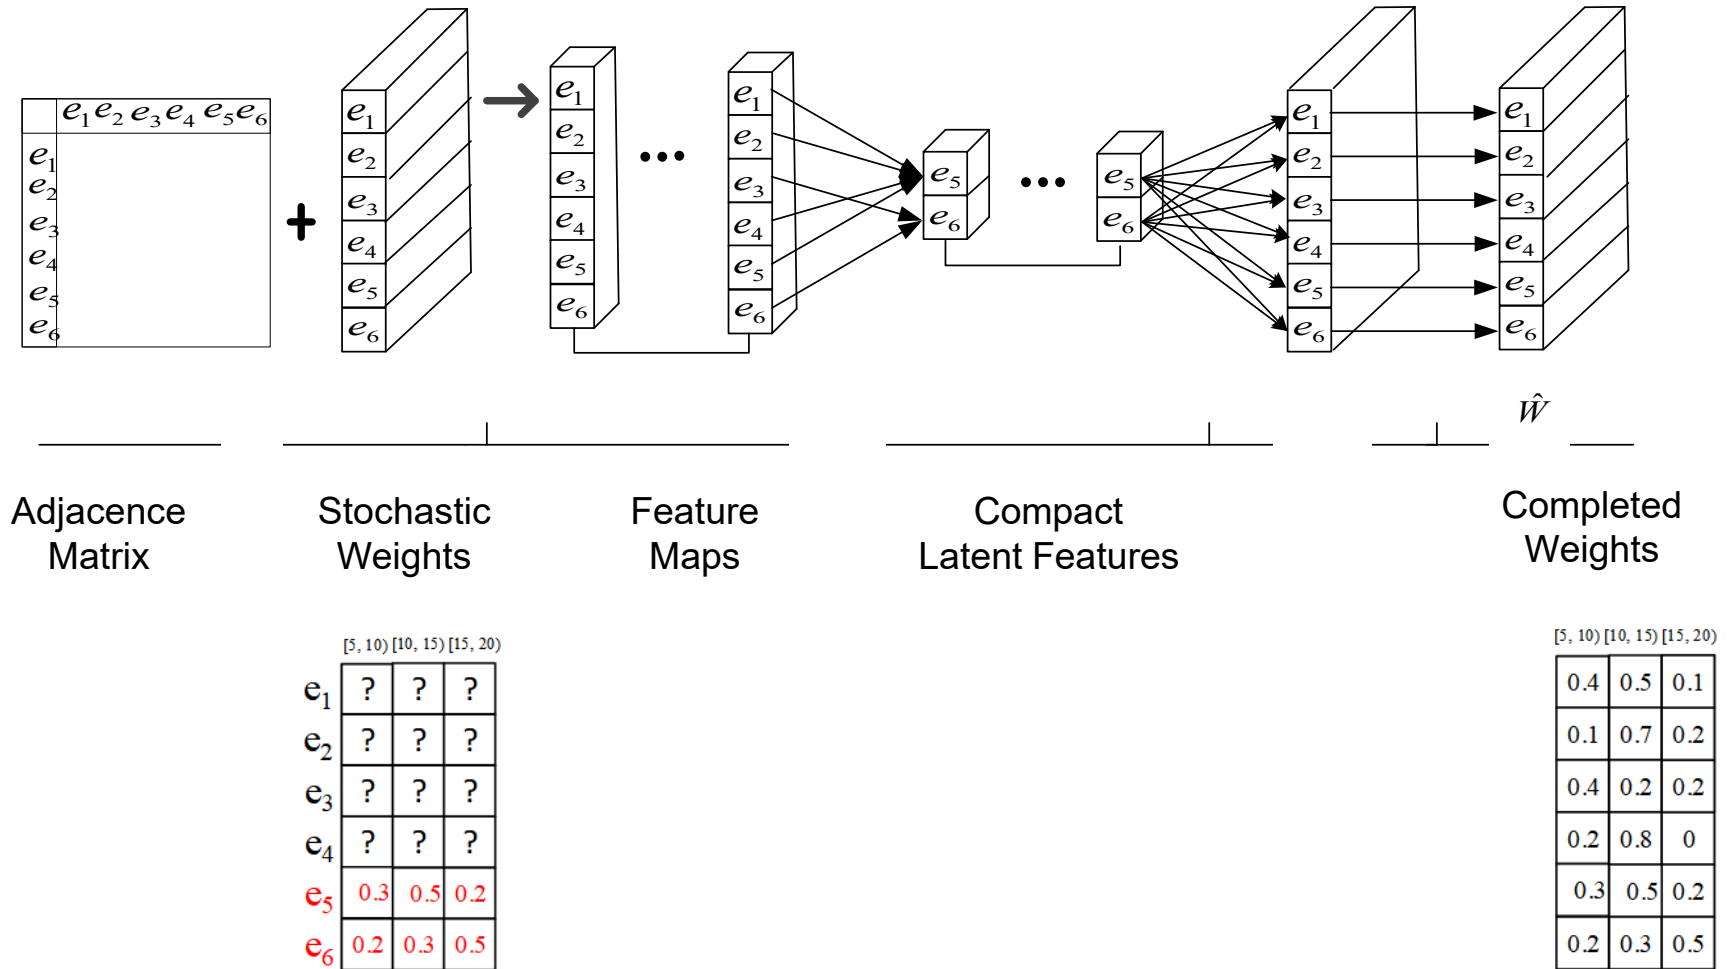 e1 e2 e3 e4 e5 e6
e1
e2
e3
e4
e5
e6
+
e1
e2
e3
e4
e5
e6
e1
e2
e3
e4
e5
e6
•••
e1
e2
e3
e4
e5
e6
e5
e6
•••
e5
e6
e1
e2
e3
e4
e5
e6
e1
e2
e3
e4
e5
e6
Ŵ
Adjacence
Matrix
Stochastic
Weights
Feature
Maps
Compact
Latent Features
Completed
Weights
[5, 10) [10, 15) [15, 20)
e1 ? ? ?
e2 ? ? ?
e3 ? ? ?
e4 ? ? ?
e5 0.3 0.5 0.2
e6 0.2 0.3 0.5
[5, 10) [10, 15) [15, 20)
0.4 0.5 0.1
0.1 0.7 0.2
0.4 0.2 0.2
0.2 0.8 0
0.3 0.5 0.2
0.2 0.3 0.5